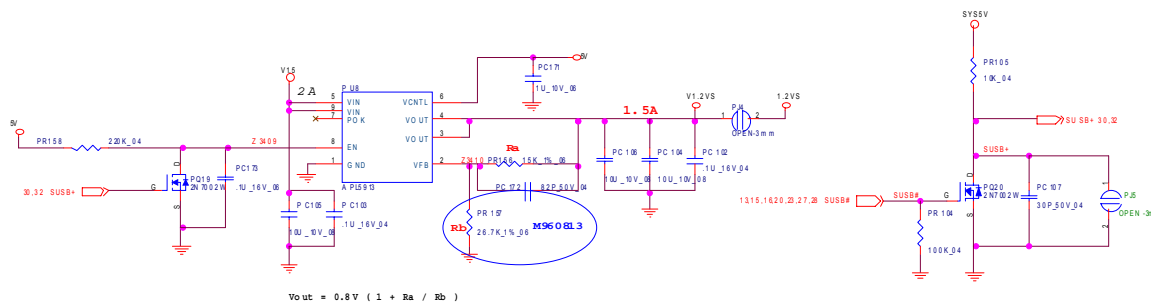 SYS5V
V15
2A
PU8
PC171
5V
1U_10V_06
PR105
10K_04
5 VIN VCNTL 6
9 VIN
7 POK VOUT 4
VOUT 3
8 EN
1 GND VFB 2
APL5913
1.5A
V1.2VS
PJ4
1.2VS
1 2
OPEN-3mm
SUSB+ 30,32
5V
PR158
220K_04
Z3409
Ra
Z3410
PR156 15K_1%_06
PC106
PC104
PC102
.1U_16V_04
10U_10V_08
10U_10V_08
SUSB+
PC173
.1U_16V_06
D
PQ19
2N7002W
G
S
30,32 SUSB+
PC172
82P_50V_04
PC105
10U_10V_08
PC103
.1U_16V_04
PR157
Rb
26.7K_1%_06
M960813
13,15,16,20,23,27,28 SUSB#
SUSB#
G
D
S
PQ20
2N7002W
PR104
100K_04
PC107
30P_50V_04
1
PJ5
2
Vout = 0.8V ( 1 + Ra / Rb )